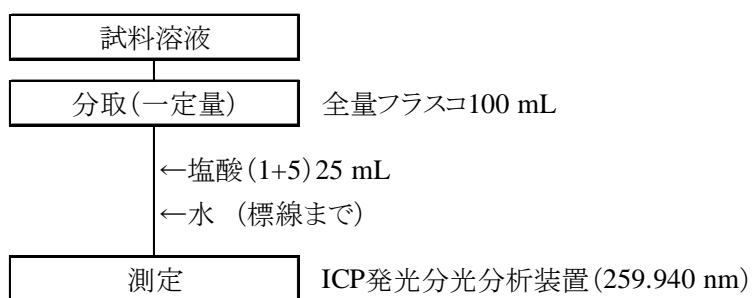 試料溶液
分取(一定量) 全量フラスコ100 mL
←塩酸(1+5)25 mL
←水 (標線まで)
測定 ICP発光分光分析装置(259.940 nm)